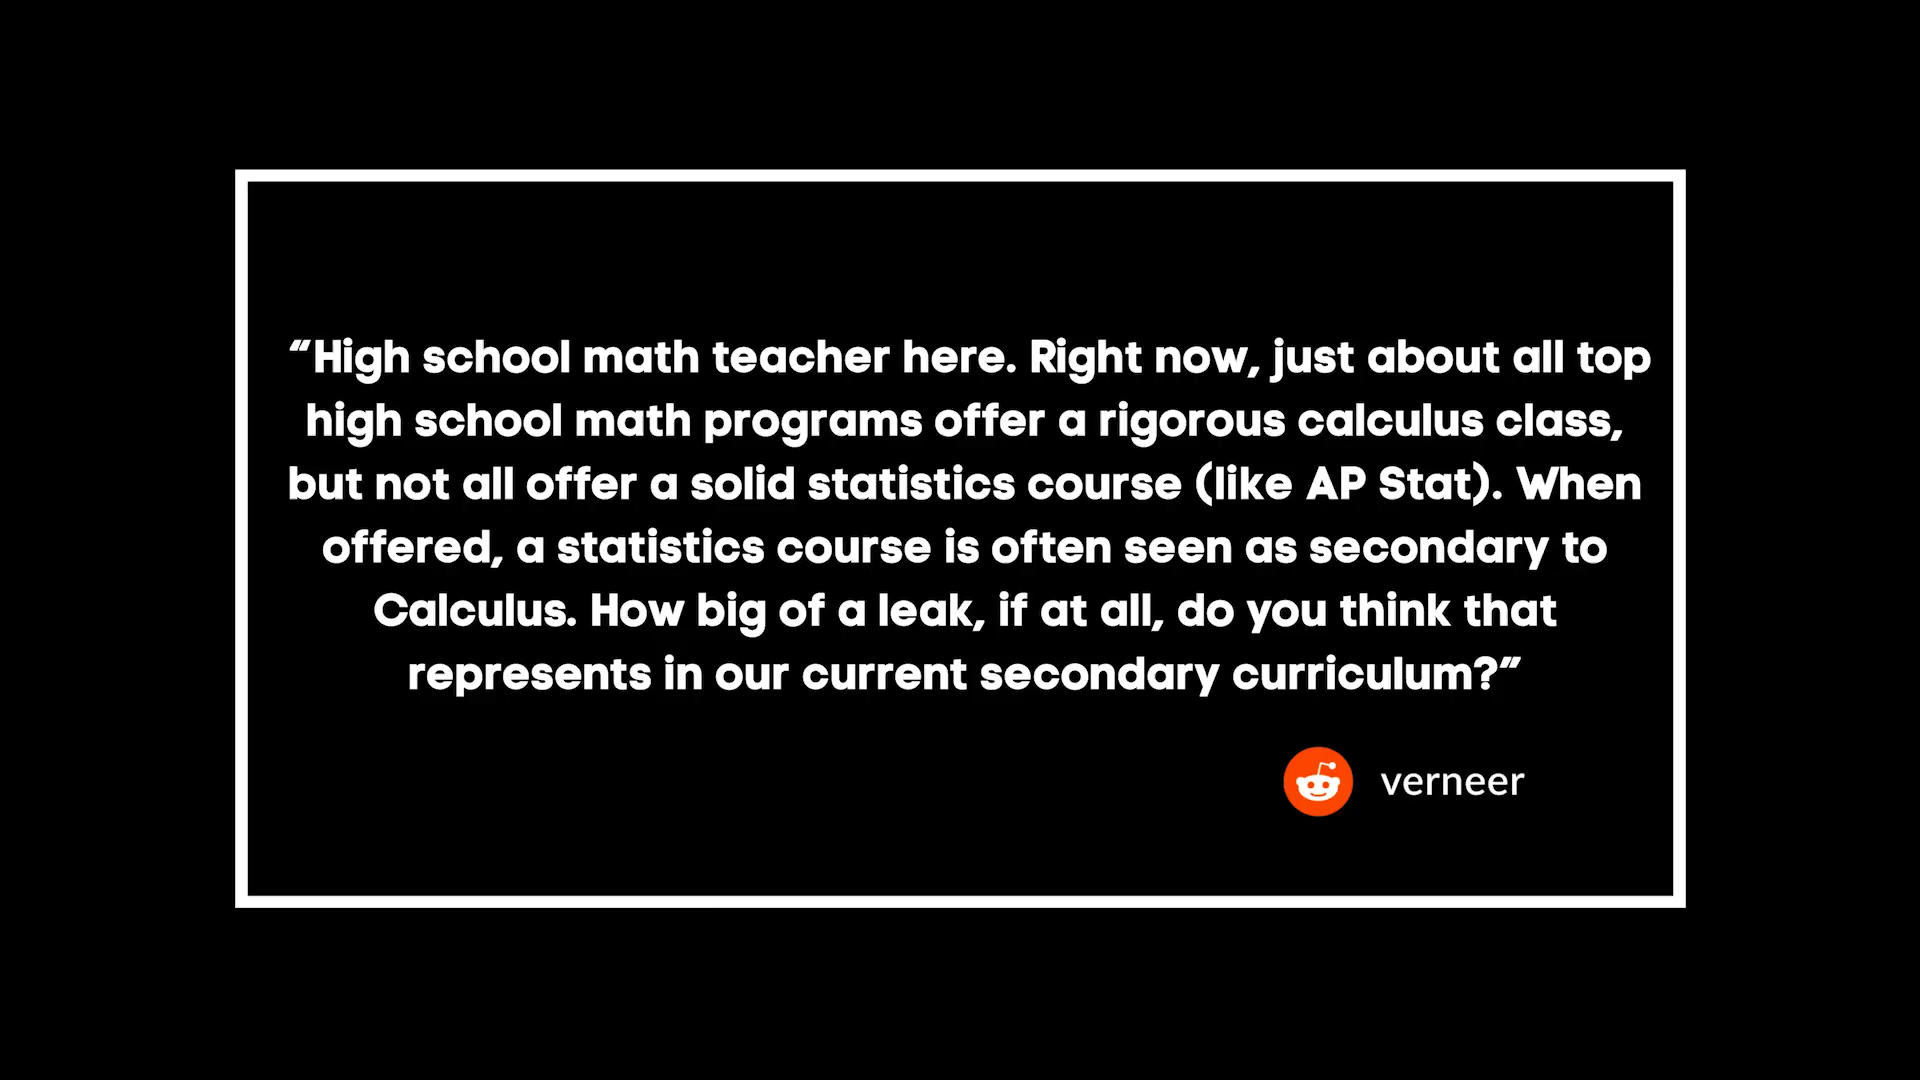 “High school math teacher here. Right now, just about all top
high school math programs offer a rigorous calculus class,
but not all offer a solid statistics course (like AP Stat). When
offered, a statistics course is often seen as secondary to
Calculus. How big of a leak, if at all, do you think that
represents in our current secondary curriculum?”
verneer